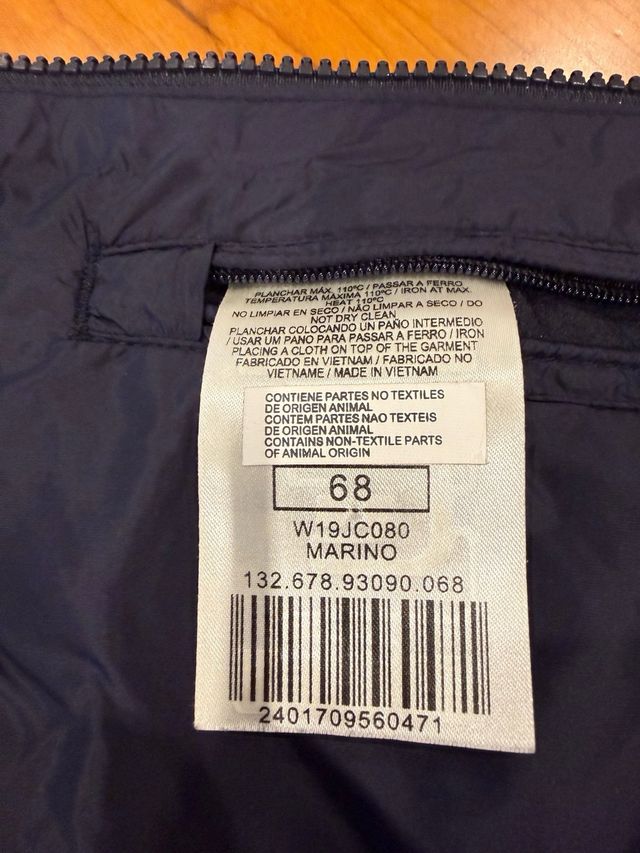 PLANCHAR MÁX. 110ºC / PASSAR A FERRO
TEMPERATURA MÁXIMA 110ºC / IRON AT MAX.
HEAT 110ºC
NO LIMPIAR EN SECO / NÃO LIMPAR A SECO / DO
NOT DRY CLEAN
PLANCHAR COLOCANDO UN PAÑO INTERMEDIO
/ USAR UM PANO PARA PASSAR A FERRO / IRON
PLACING A CLOTH ON TOP OF THE GARMENT
FABRICADO EN VIETNAM / FABRICADO NO
VIETNAME / MADE IN VIETNAM
CONTIENE PARTES NO TEXTILES
DE ORIGEN ANIMAL
CONTEM PARTES NAO TEXTEIS
DE ORIGEN ANIMAL
CONTAINS NON-TEXTILE PARTS
OF ANIMAL ORIGIN
68
W19JC080
MARINO
132.678.93090.068
2401709560471